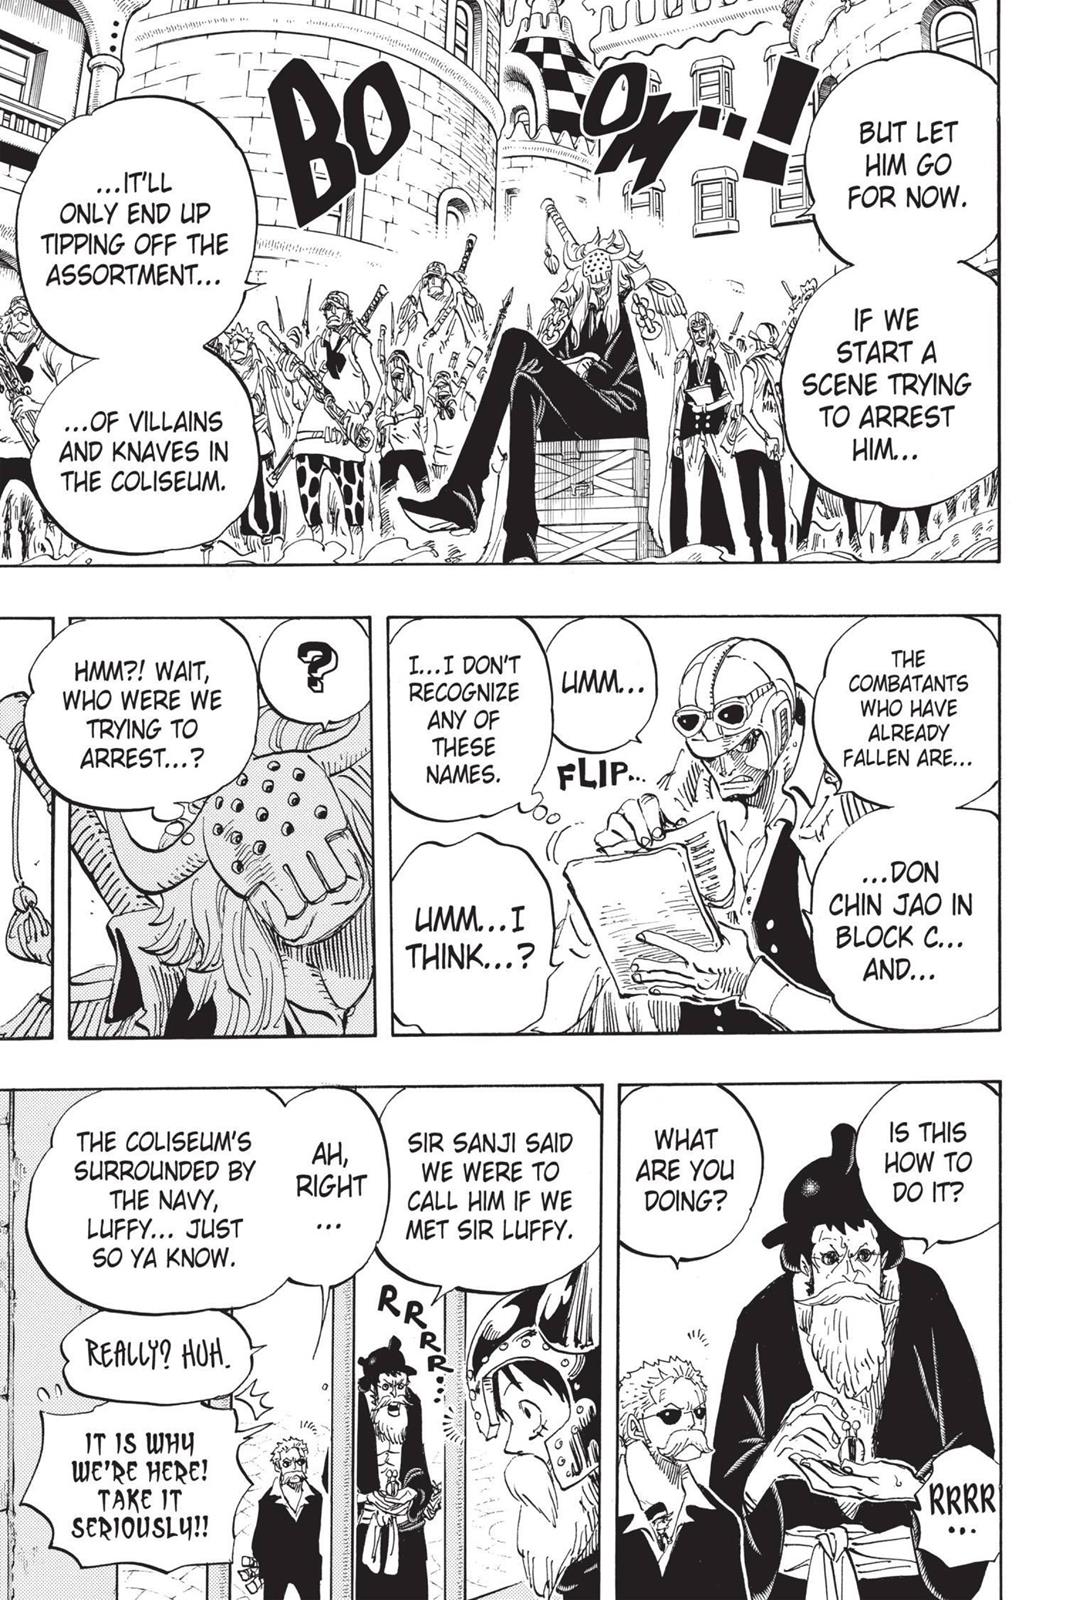 BUT LET
HIM GO
FOR NOW.
IF WE
START A
SCENE TRYING
TO ARREST
HIM...
BOOM...!
...IT'LL
ONLY END UP
TIPPING OFF THE
ASSORTMENT...
...OF VILLAINS
AND KNAVES IN
THE COLISEUM.
THE
COMBATANTS
WHO HAVE
ALREADY
FALLEN ARE...
...DON
CHIN JAO IN
BLOCK C...
AND...
UMM...
FLIP...
I...I DON'T
RECOGNIZE
ANY OF
THESE
NAMES.
UMM...I
THINK...?
?
HMM?! WAIT,
WHO WERE WE
TRYING TO
ARREST...?
IS THIS
HOW TO
DO IT?
WHAT
ARE YOU
DOING?
RRRR
...
SIR SANJI SAID
WE WERE TO
CALL HIM IF WE
MET SIR LUFFY.
RRRR...
AH,
RIGHT
...
THE COLISEUM'S
SURROUNDED BY
THE NAVY,
LUFFY... JUST
SO YA KNOW.
REALLY? HUH.
IT IS WHY
WE'RE HERE!
TAKE IT
SERIOUSLY!!